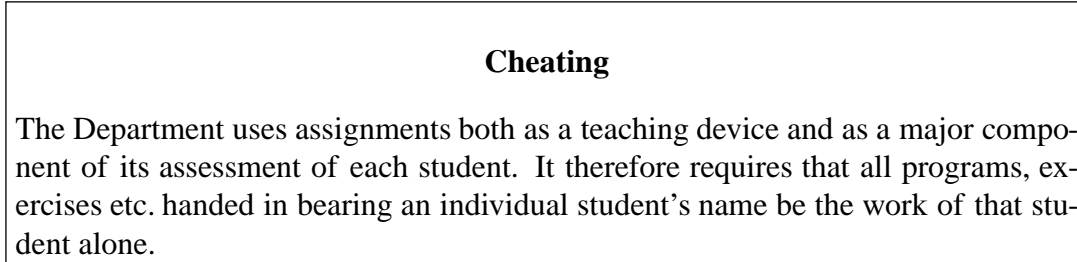 Cheating
The Department uses assignments both as a teaching device and as a major compo-
nent of its assessment of each student. It therefore requires that all programs, ex-
ercises etc. handed in bearing an individual student's name be the work of that stu-
dent alone.